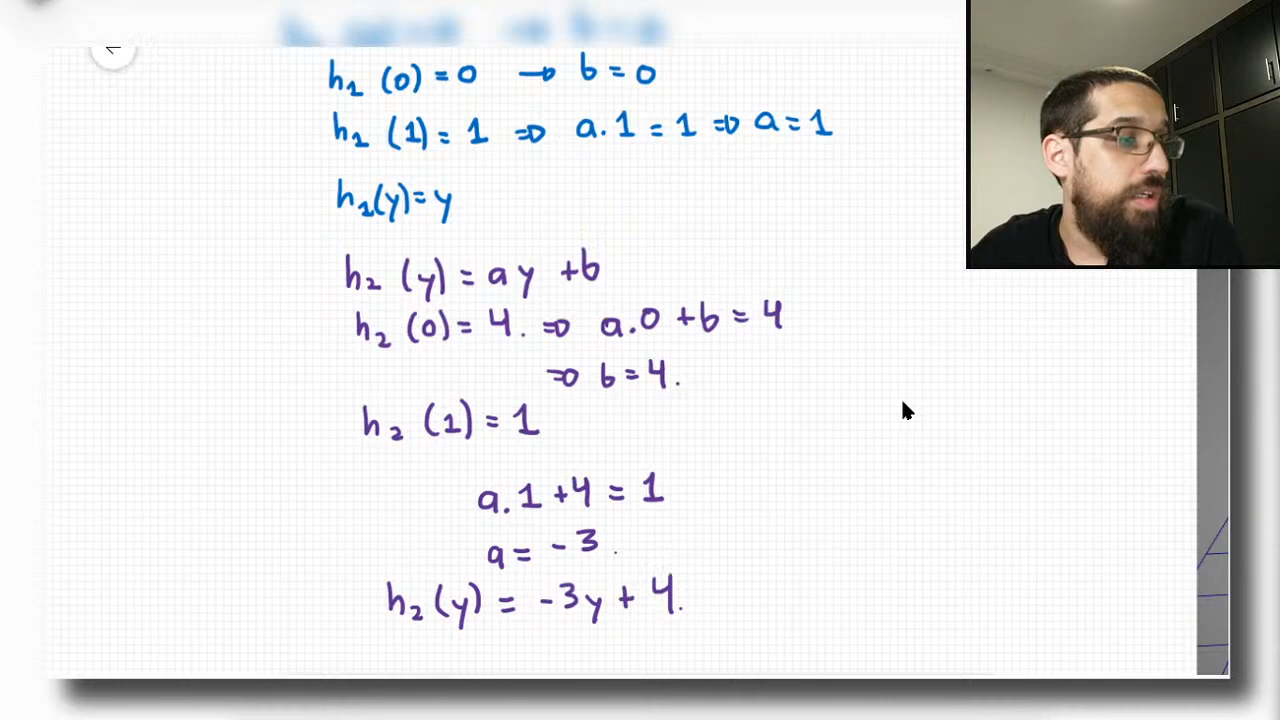 h₁ (0) = 0 → b = 0
h₁ (1) = 1 ⇒ a.1 = 1 ⇒ a = 1
h₁(y) = y
h₂ (y) = ay + b
h₂ (0) = 4. ⇒ a.0 + b = 4
⇒ b = 4.
h₂ (1) = 1
a.1 + 4 = 1
a = -3.
h₂(y) = -3y + 4.